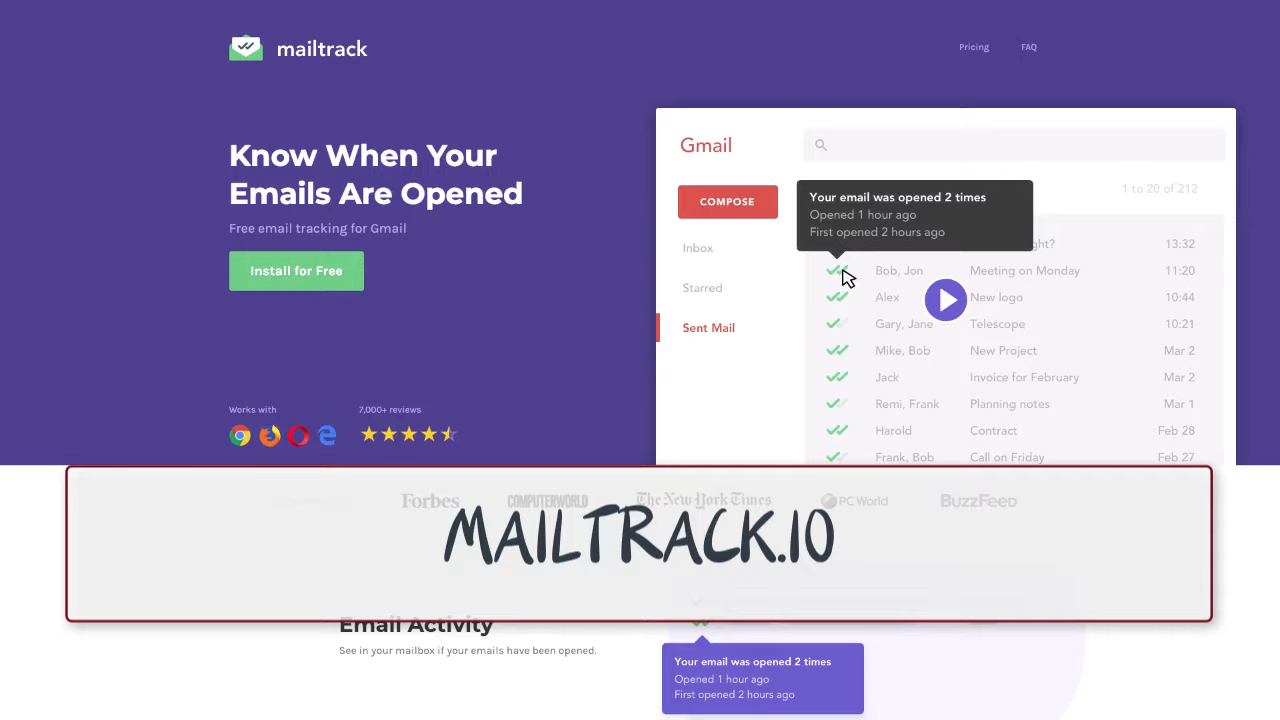 mailtrack
Pricing
FAQ
Know When Your
Emails Are Opened
Free email tracking for Gmail
Install for Free
Works with
7,000+ reviews
Gmail
1 to 20 of 212
COMPOSE
Inbox
Starred
Sent Mail
Your email was opened 2 times
Opened 1 hour ago
First opened 2 hours ago
ght? 13:32
Bob, Jon Meeting on Monday 11:20
Alex New logo 10:44
Gary, Jane Telescope 10:21
Mike, Bob New Project Mar 2
Jack Invoice for February Mar 2
Remi, Frank Planning notes Mar 1
Harold Contract Feb 28
Frank, Bob Call on Friday Feb 27
Forbes COMPUTERWORLD The New York Times PCWorld BuzzFeed
MAILTRACK.IO
Email Activity
See in your mailbox if your emails have been opened.
Your email was opened 2 times
Opened 1 hour ago
First opened 2 hours ago